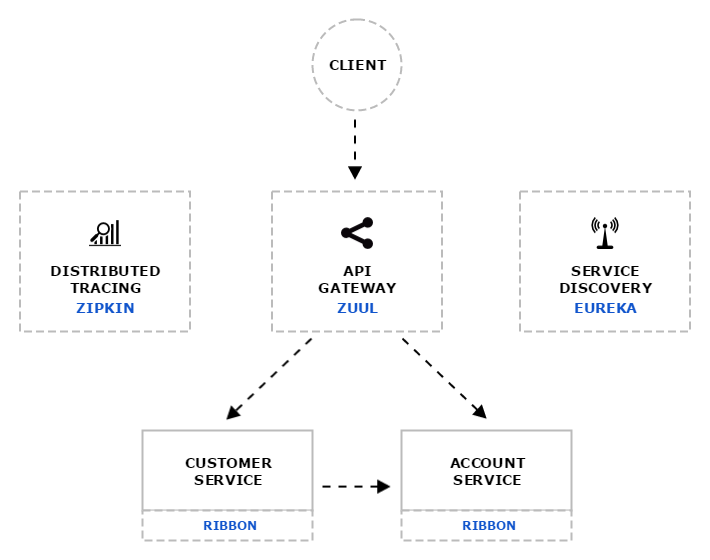 CLIENT
DISTRIBUTED
TRACING
ZIPKIN
API
GATEWAY
ZUUL
SERVICE
DISCOVERY
EUREKA
CUSTOMER
SERVICE
RIBBON
ACCOUNT
SERVICE
RIBBON